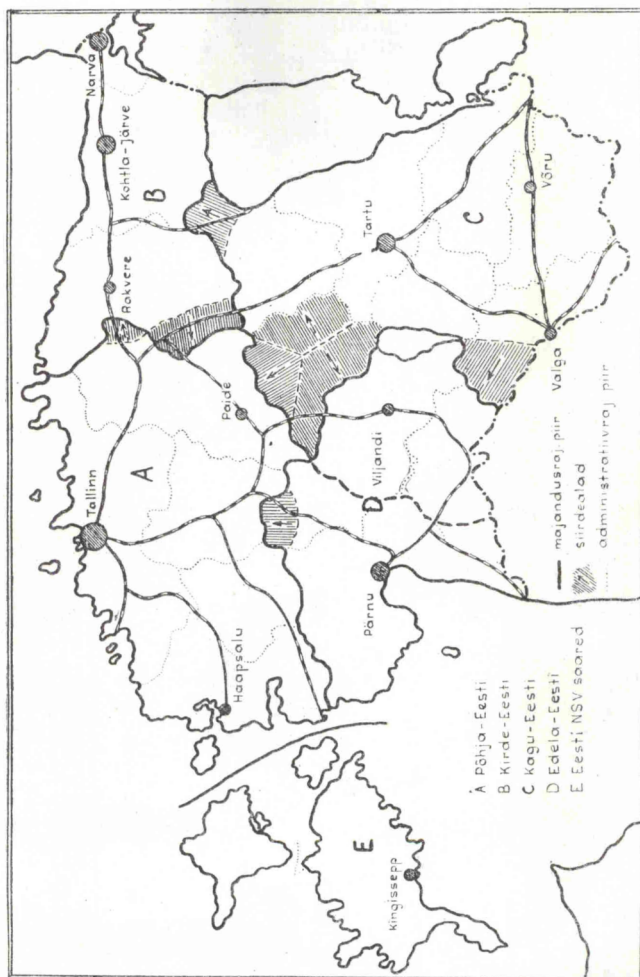 Narva
Kohtla-Järve
Rakvere
B
Tallinn
A
Paide
Haapsalu
Tartu
C
Võru
Valga
Viljandi
D
Pärnu
E
Kingissepp
A Põhja-Eesti
B Kirde-Eesti
C Kagu-Eesti
D Edela-Eesti
E Eesti NSV saared
majandusraj. piir
siirdealad
administratiivraj. piir